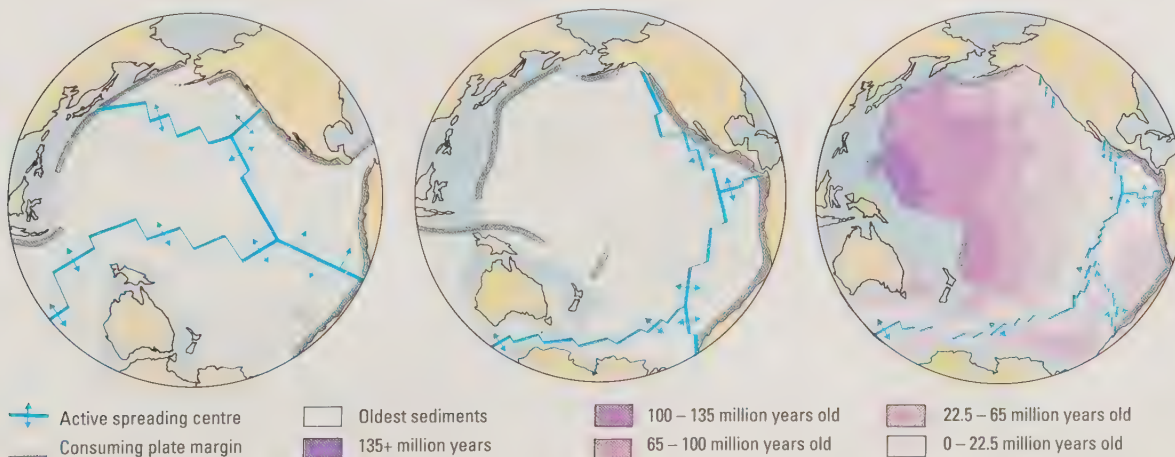 Active spreading centre
Oldest sediments
100 – 135 million years old
22.5 – 65 million years old
Consuming plate margin
135+ million years
65 – 100 million years old
0 – 22.5 million years old